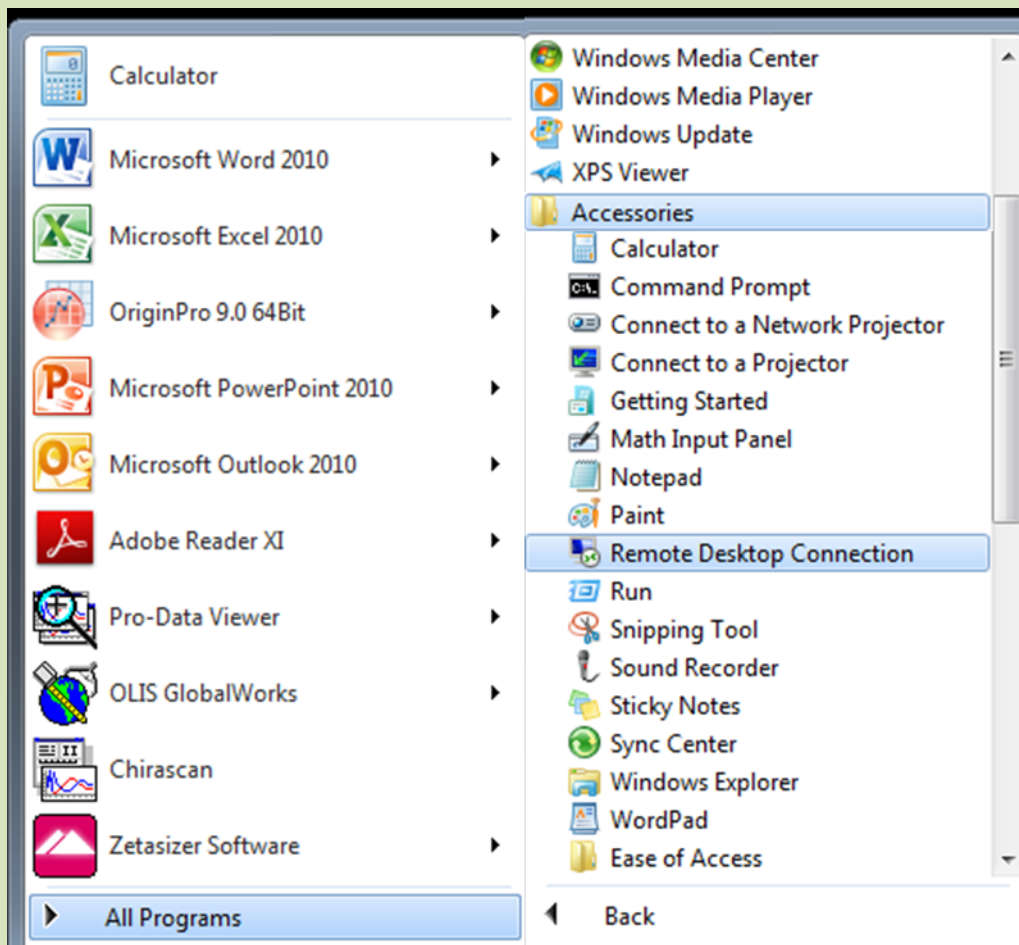 Calculator
Microsoft Word 2010
Microsoft Excel 2010
OriginPro 9.0 64Bit
Microsoft PowerPoint 2010
Microsoft Outlook 2010
Adobe Reader XI
Pro-Data Viewer
OLIS GlobalWorks
Chirascan
Zetasizer Software
All Programs
Windows Media Center
Windows Media Player
Windows Update
XPS Viewer
Accessories
Calculator
Command Prompt
Connect to a Network Projector
Connect to a Projector
Getting Started
Math Input Panel
Notepad
Paint
Remote Desktop Connection
Run
Snipping Tool
Sound Recorder
Sticky Notes
Sync Center
Windows Explorer
WordPad
Ease of Access
Back